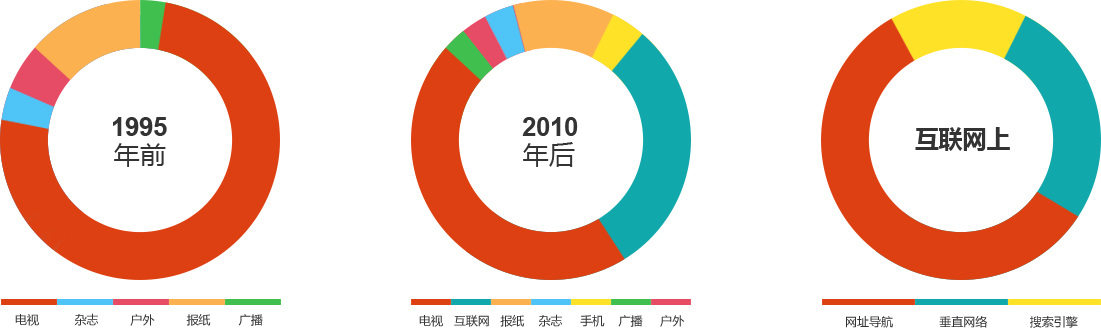 1995
年前
电视 杂志 户外 报纸 广播
2010
年后
电视 互联网 报纸 杂志 手机 广播 户外
互联网上
网址导航 垂直网络 搜索引擎